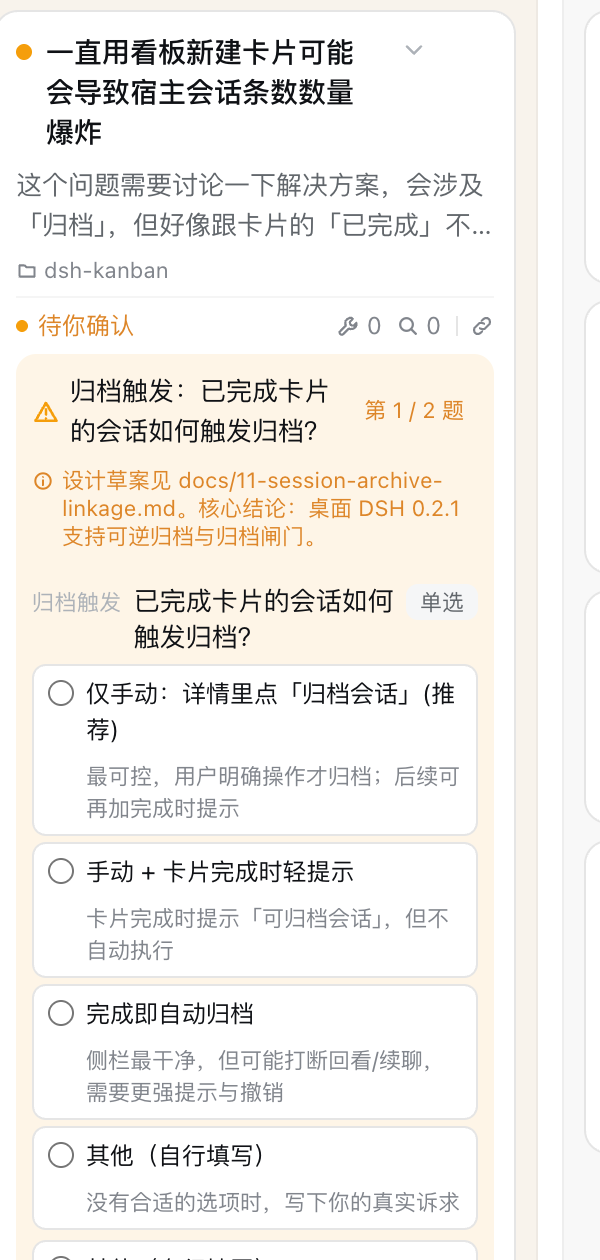 一直用看板新建卡片可能
会导致宿主会话条数数量
爆炸
这个问题需要讨论一下解决方案，会涉及
「归档」，但好像跟卡片的「已完成」不...
dsh-kanban
待你确认
0
0
归档触发：已完成卡片
的会话如何触发归档?
第 1 / 2 题
设计草案见 docs/11-session-archive-
linkage.md。核心结论：桌面 DSH 0.2.1
支持可逆归档与归档闸门。
归档触发
已完成卡片的会话如何
触发归档?
单选
仅手动：详情里点「归档会话」(推
荐)
最可控，用户明确操作才归档；后续可
再加完成时提示
手动 + 卡片完成时轻提示
卡片完成时提示「可归档会话」，但不
自动执行
完成即自动归档
侧栏最干净，但可能打断回看/续聊，
需要更强提示与撤销
其他（自行填写）
没有合适的选项时，写下你的真实诉求